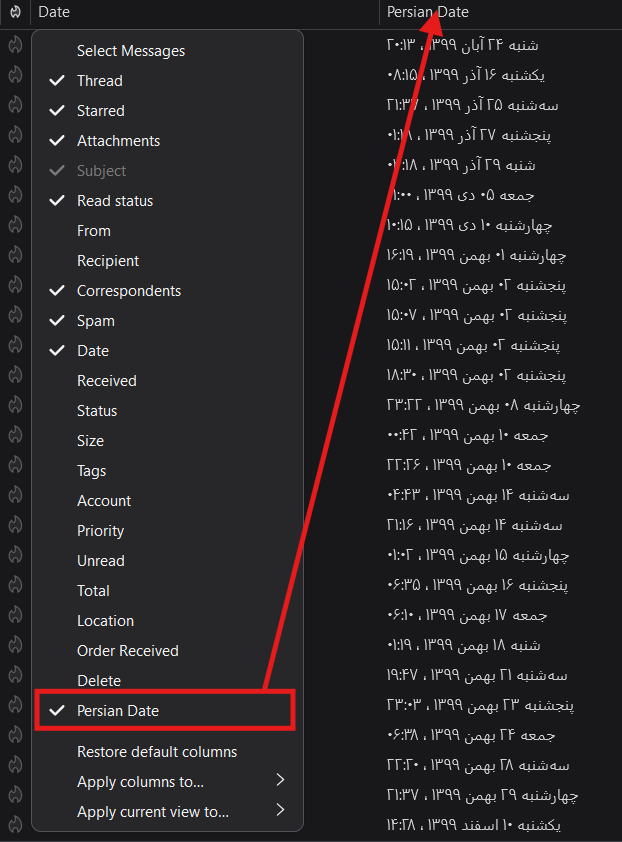 Date
Persian Date
Select Messages
Thread
Starred
Attachments
Subject
Read status
From
Recipient
Correspondents
Spam
Date
Received
Status
Size
Tags
Account
Priority
Unread
Total
Location
Order Received
Delete
Persian Date
Restore default columns
Apply columns to...
Apply current view to...
شنبه ۲۴ آبان ۱۳۹۹ ، ۲۰:۱۳
یکشنبه ۱۶ آذر ۱۳۹۹ ، ۰۸:۱۵
سه‌شنبه ۲۵ آذر ۱۳۹۹ ، ۲۱:۳۷
پنجشنبه ۲۷ آذر ۱۳۹۹ ،
شنبه ۲۹ آذر ۱۳۹۹ ،
جمعه ۰۵ دی ۱۳۹۹ ،
چهارشنبه ۱۰ دی ۱۳۹۹ ، ۱۰:۱۵
چهارشنبه ۰۱ بهمن ۱۳۹۹ ، ۱۶:۱۹
پنجشنبه ۰۲ بهمن ۱۳۹۹ ، ۱۵:۰۲
پنجشنبه ۰۲ بهمن ۱۳۹۹ ، ۱۵:۰۷
پنجشنبه ۰۲ بهمن ۱۳۹۹ ، ۱۵:۱۱
پنجشنبه ۰۲ بهمن ۱۳۹۹ ، ۱۸:۳۰
چهارشنبه ۰۸ بهمن ۱۳۹۹ ، ۲۳:۲۲
جمعه ۱۰ بهمن ۱۳۹۹ ، ۰۰:۴۲
جمعه ۱۰ بهمن ۱۳۹۹ ، ۲۲:۲۶
سه‌شنبه ۱۴ بهمن ۱۳۹۹ ، ۰۴:۴۳
سه‌شنبه ۱۴ بهمن ۱۳۹۹ ، ۲۱:۱۶
چهارشنبه ۱۵ بهمن ۱۳۹۹ ، ۰۱:۰۲
پنجشنبه ۱۶ بهمن ۱۳۹۹ ، ۰۶:۳۵
جمعه ۱۷ بهمن ۱۳۹۹ ، ۰۶:۱۰
شنبه ۱۸ بهمن ۱۳۹۹ ، ۰۱:۱۹
سه‌شنبه ۲۱ بهمن ۱۳۹۹ ، ۱۹:۴۷
پنجشنبه ۲۳ بهمن ۱۳۹۹ ، ۲۳:۰۳
جمعه ۲۴ بهمن ۱۳۹۹ ، ۰۶:۳۸
سه‌شنبه ۲۸ بهمن ۱۳۹۹ ، ۲۲:۲۰
چهارشنبه ۲۹ بهمن ۱۳۹۹ ، ۲۱:۳۷
یکشنبه ۱۰ اسفند ۱۳۹۹ ، ۱۴:۲۸